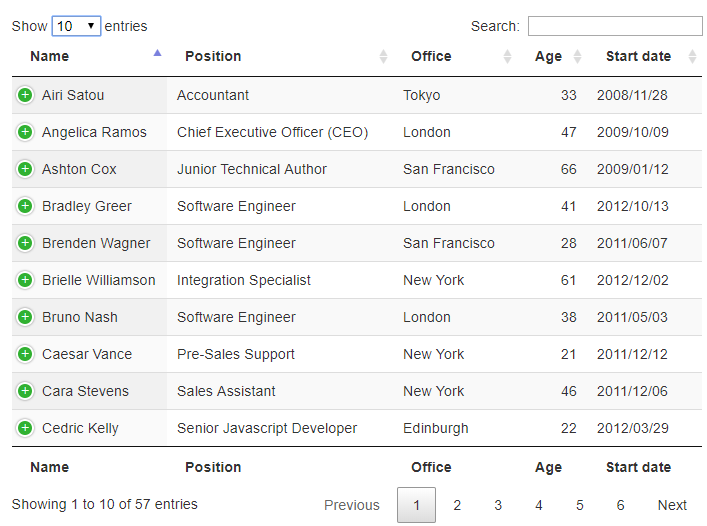 Show 10 entries Search:
Name Position Office Age Start date
Airi Satou Accountant Tokyo 33 2008/11/28
Angelica Ramos Chief Executive Officer (CEO) London 47 2009/10/09
Ashton Cox Junior Technical Author San Francisco 66 2009/01/12
Bradley Greer Software Engineer London 41 2012/10/13
Brenden Wagner Software Engineer San Francisco 28 2011/06/07
Brielle Williamson Integration Specialist New York 61 2012/12/02
Bruno Nash Software Engineer London 38 2011/05/03
Caesar Vance Pre-Sales Support New York 21 2011/12/12
Cara Stevens Sales Assistant New York 46 2011/12/06
Cedric Kelly Senior Javascript Developer Edinburgh 22 2012/03/29
Name Position Office Age Start date
Showing 1 to 10 of 57 entries Previous 1 2 3 4 5 6 Next